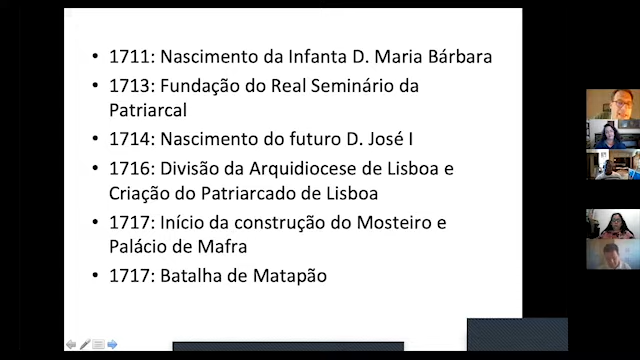 • 1711: Nascimento da Infanta D. Maria Bárbara
• 1713: Fundação do Real Seminário da
Patriarcal
• 1714: Nascimento do futuro D. José I
• 1716: Divisão da Arquidiocese de Lisboa e
Criação do Patriarcado de Lisboa
• 1717: Início da construção do Mosteiro e
Palácio de Mafra
• 1717: Batalha de Matapão